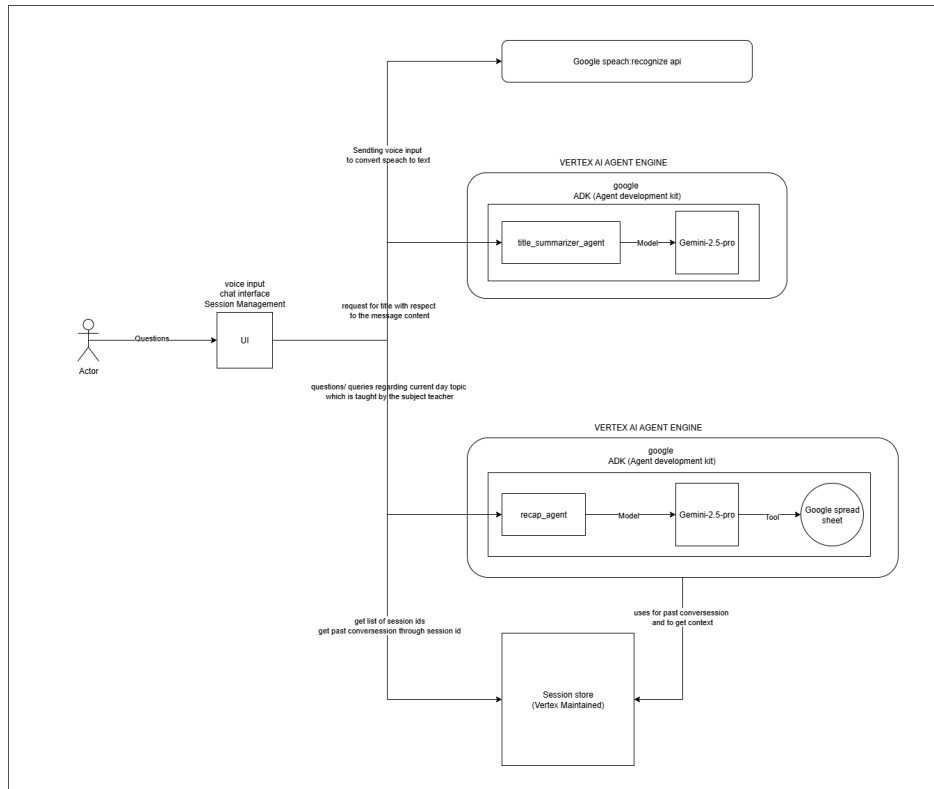 Google speach:recognize api
Sendting voice input
to convert speach to text
VERTEX AI AGENT ENGINE
google
ADK (Agent development kit)
title_summarizer_agent
Model
Gemini-2.5-pro
voice input
chat interface
Session Management
request for title with respect
to the message content
Questions
UI
Actor
questions/ queries regarding current day topic
which is taught by the subject teacher
VERTEX AI AGENT ENGINE
google
ADK (Agent development kit)
recap_agent
Model
Gemini-2.5-pro
Tool
Google spread
sheet
get list of session ids
get past conversession through session id
uses for past conversession
and to get context
Session store
(Vertex Maintained)